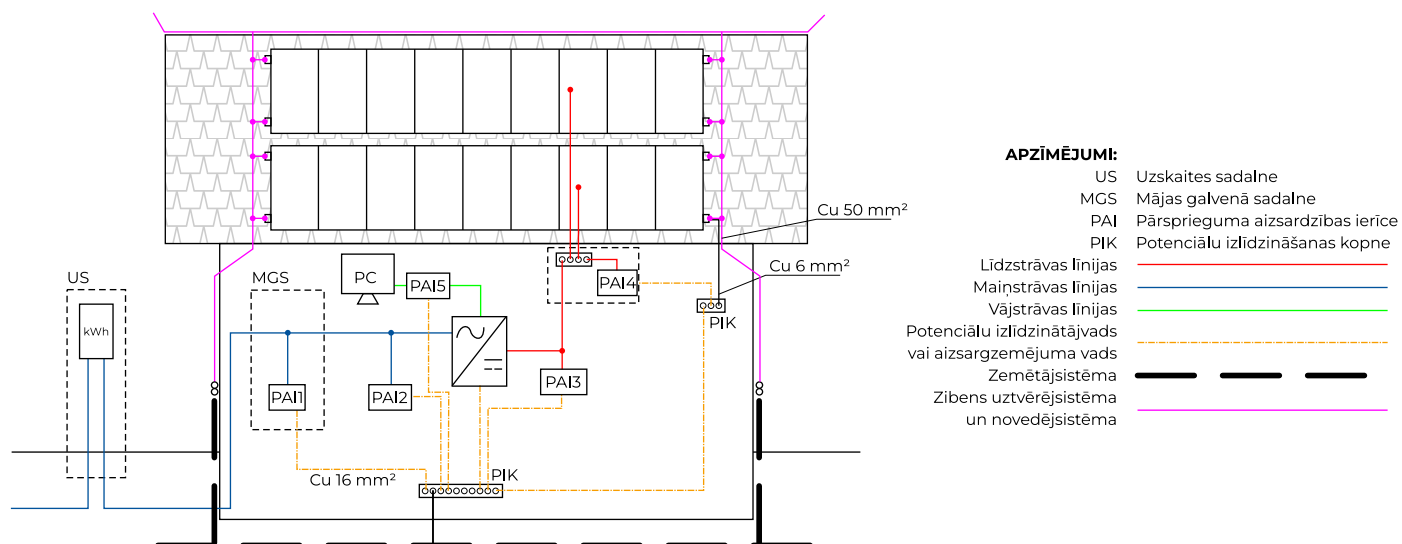 Cu 50 mm²
Cu 6 mm²
US
MGS
PC
PAI5
PAI4
PIK
kWh
PAI1
PAI2
PAI3
Cu 16 mm²
PIK
APZĪMĒJUMI:
US Uzskaites sadalne
MGS Mājas galvenā sadalne
PAI Pārsprieguma aizsardzības ierīce
PIK Potenciālu izlīdzināšanas kopne
Līdzstrāvas līnijas
Maiņstrāvas līnijas
Vājstrāvas līnijas
Potenciālu izlīdzinātājvads
vai aizsargzemējuma vads
Zemētājsistēma
Zibens uztvērējsistēma
un novedējsistēma